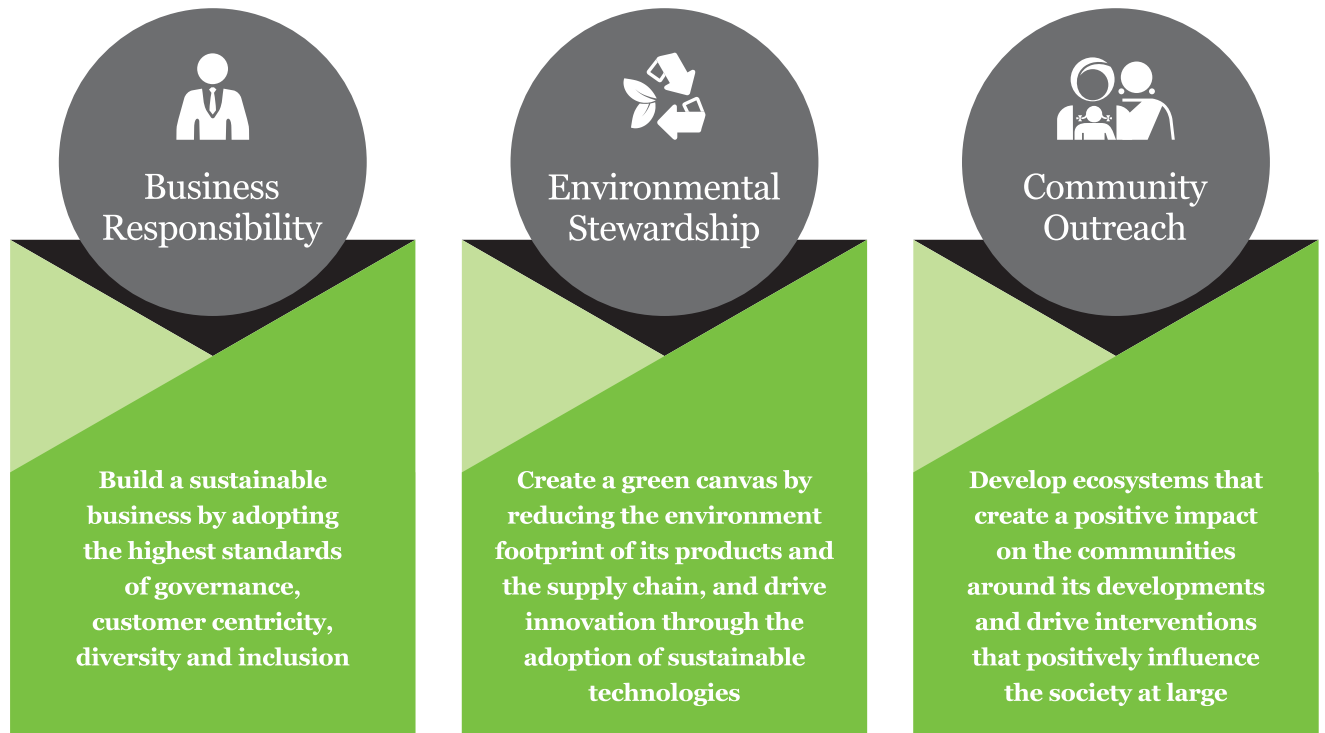 Business
Responsibility
Build a sustainable
business by adopting
the highest standards
of governance,
customer centricity,
diversity and inclusion
Environmental
Stewardship
Create a green canvas by
reducing the environment
footprint of its products and
the supply chain, and drive
innovation through the
adoption of sustainable
technologies
Community
Outreach
Develop ecosystems that
create a positive impact
on the communities
around its developments
and drive interventions
that positively influence
the society at large